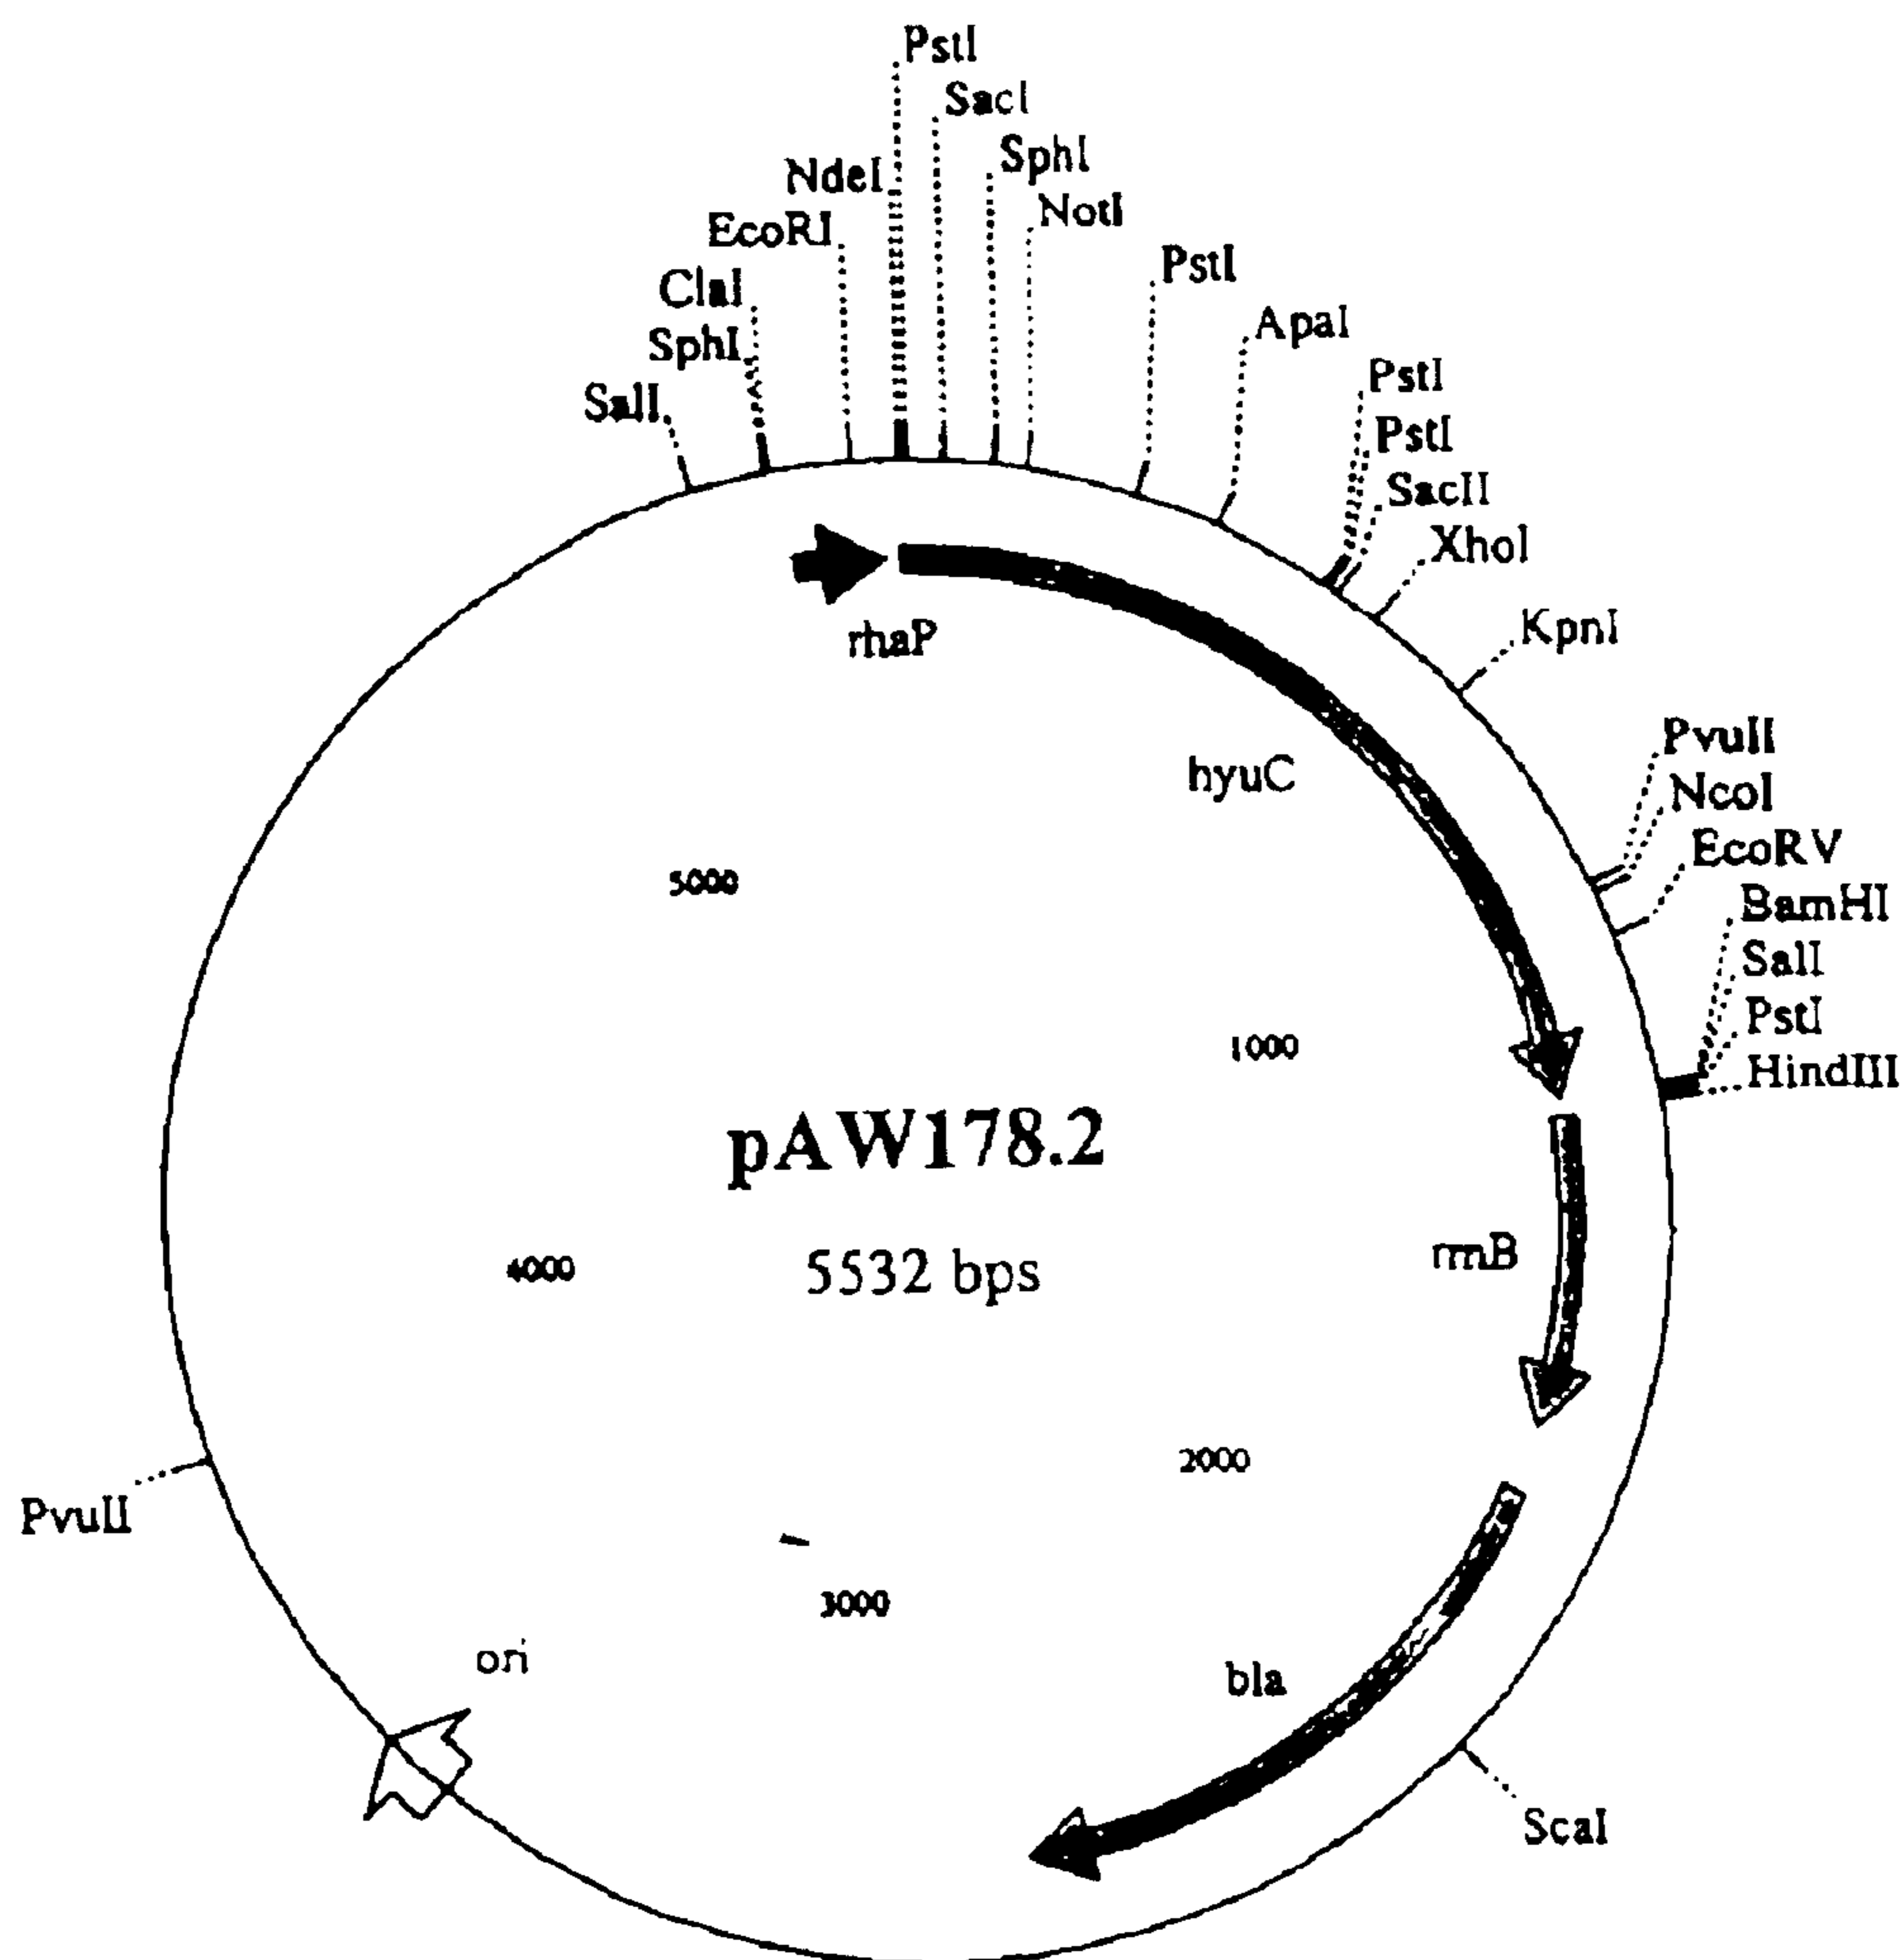 PstI
SacI
SphI
NdeI
NotI
EcoRI
PstI
ClaI
ApaI
SphI
PstI
SalI
PstI
SacII
XhoI
KpnI
rhaP
PvuII
hyuC
NcoI
EcoRV
5000
BamHI
SalI
PstI
1000
HindIII
pAW178.2
rrnB
4000
5532 bps
2000
PvuII
3000
ori
bla
ScaI